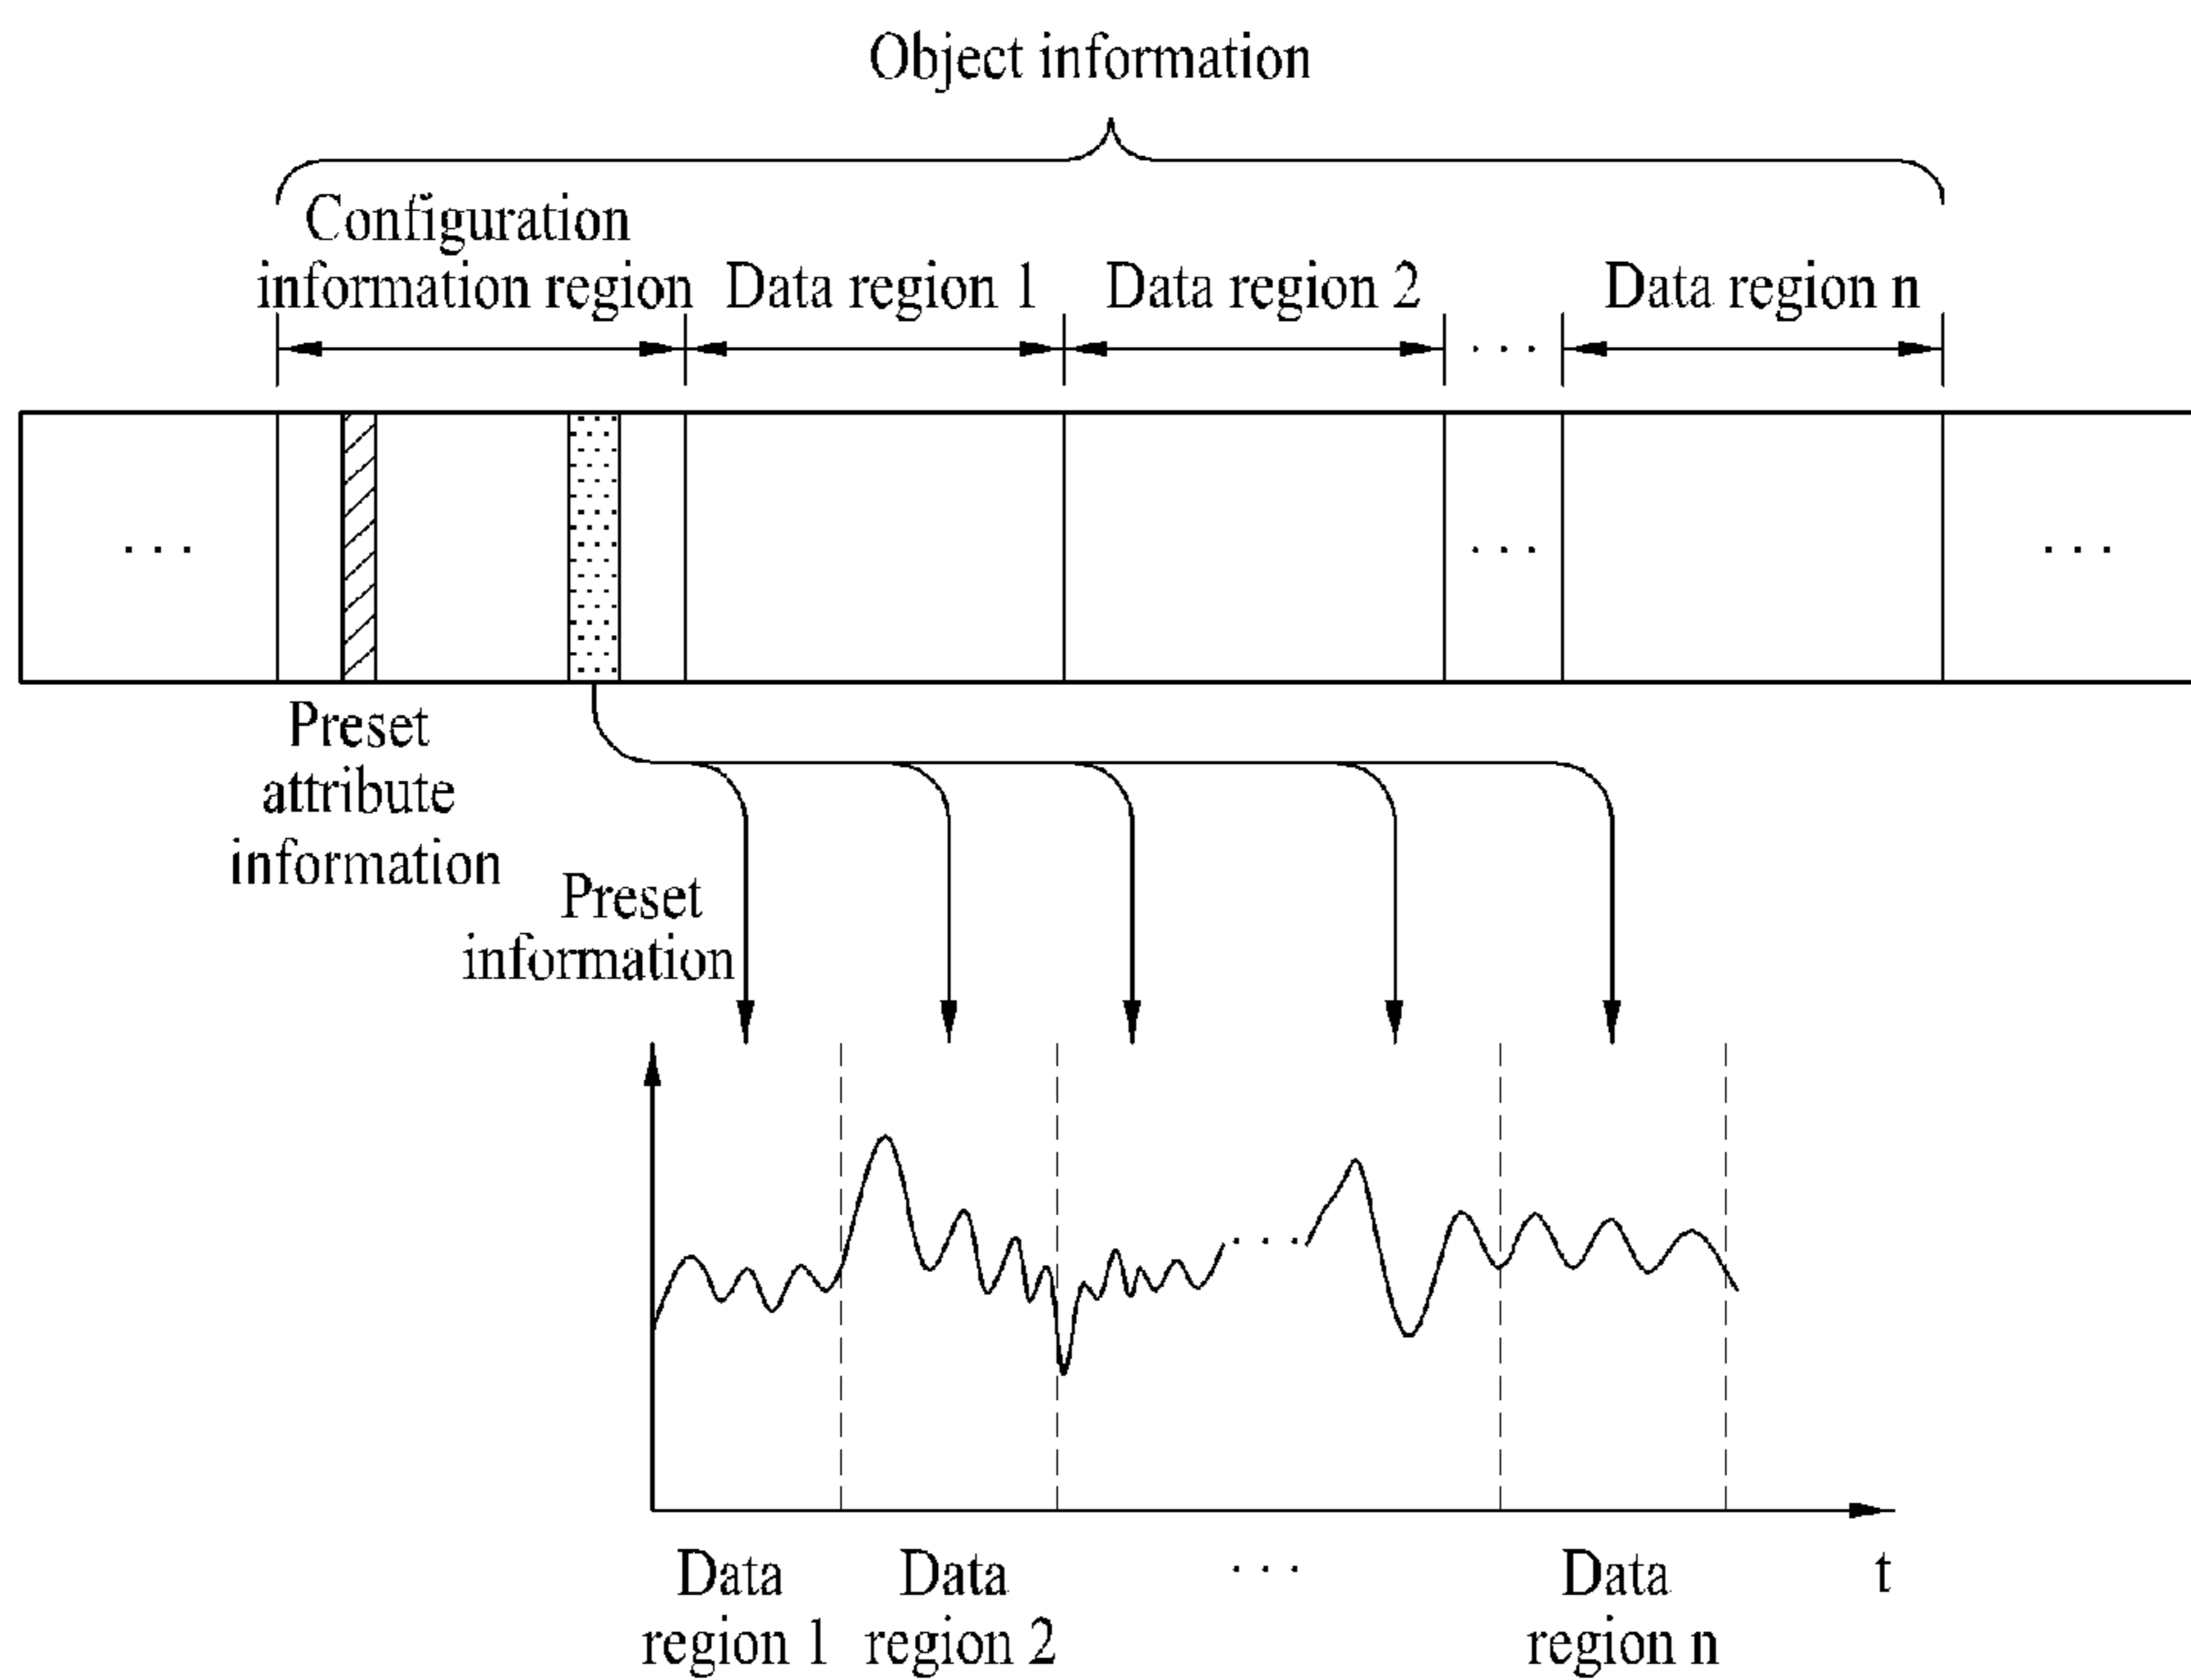 Object information
Configuration
information region
Data region 1
Data region 2
. . .
Data region n
. . .
. . .
. . .
Preset
attribute
information
Preset
information
. . .
Data
region 1
Data
region 2
. . .
Data
region n
t